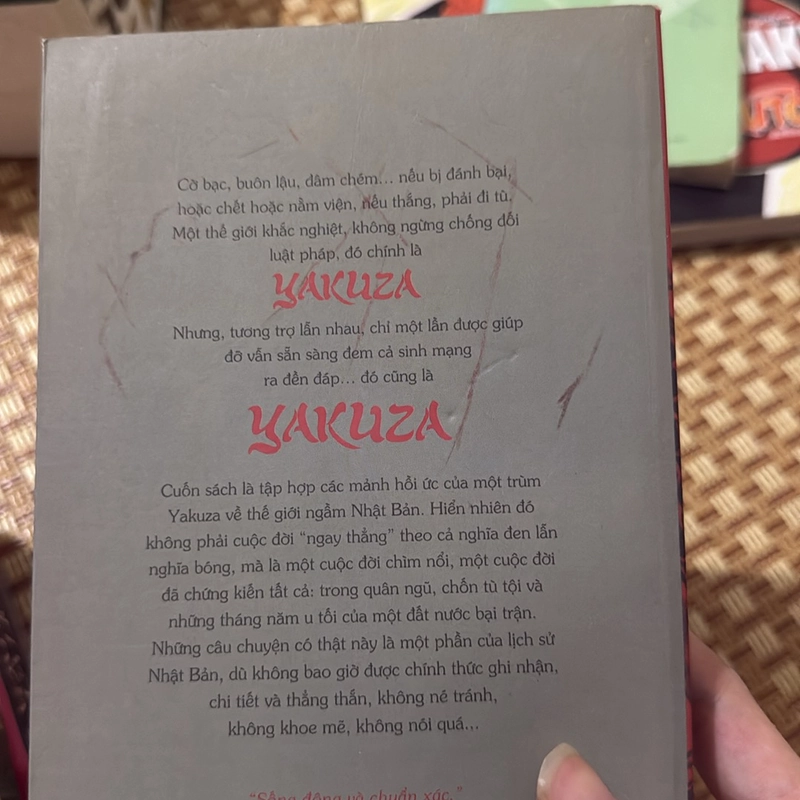 Cờ bạc, buôn lậu, đâm chém... nếu bị đánh bại,
hoặc chết hoặc nằm viện, nếu thắng, phải đi tù.
Một thế giới khắc nghiệt, không ngừng chống đối
luật pháp, đó chính là
YAKUZA
Nhưng, tương trợ lẫn nhau, chỉ một lần được giúp
đỡ vẫn sẵn sàng đem cả sinh mạng
ra đền đáp... đó cũng là
YAKUZA
Cuốn sách là tập hợp các mảnh hồi ức của một trùm
Yakuza về thế giới ngầm Nhật Bản. Hiển nhiên đó
không phải cuộc đời “ngay thẳng” theo cả nghĩa đen lẫn
nghĩa bóng, mà là một cuộc đời chìm nổi, một cuộc đời
đã chứng kiến tất cả: trong quân ngũ, chốn tù tội và
những tháng năm u tối của một đất nước bại trận.
Những câu chuyện có thật này là một phần của lịch sử
Nhật Bản, dù không bao giờ được chính thức ghi nhận,
chi tiết và thẳng thắn, không né tránh,
không khoe mẽ, không nói quá...
“Sống động và chuẩn xác.”